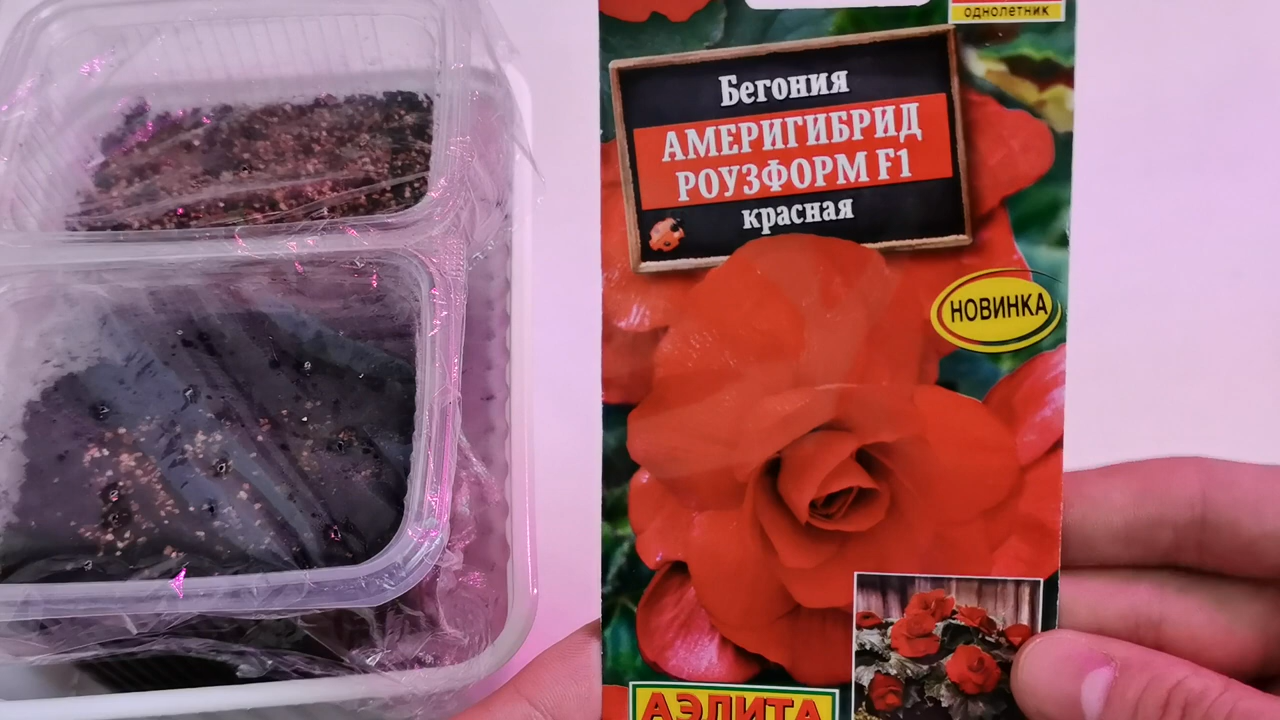 однолетник
Бегония
АМЕРИГИБРИД
РОУЗФОРМ F1
красная
НОВИНКА
АЭЛИТА